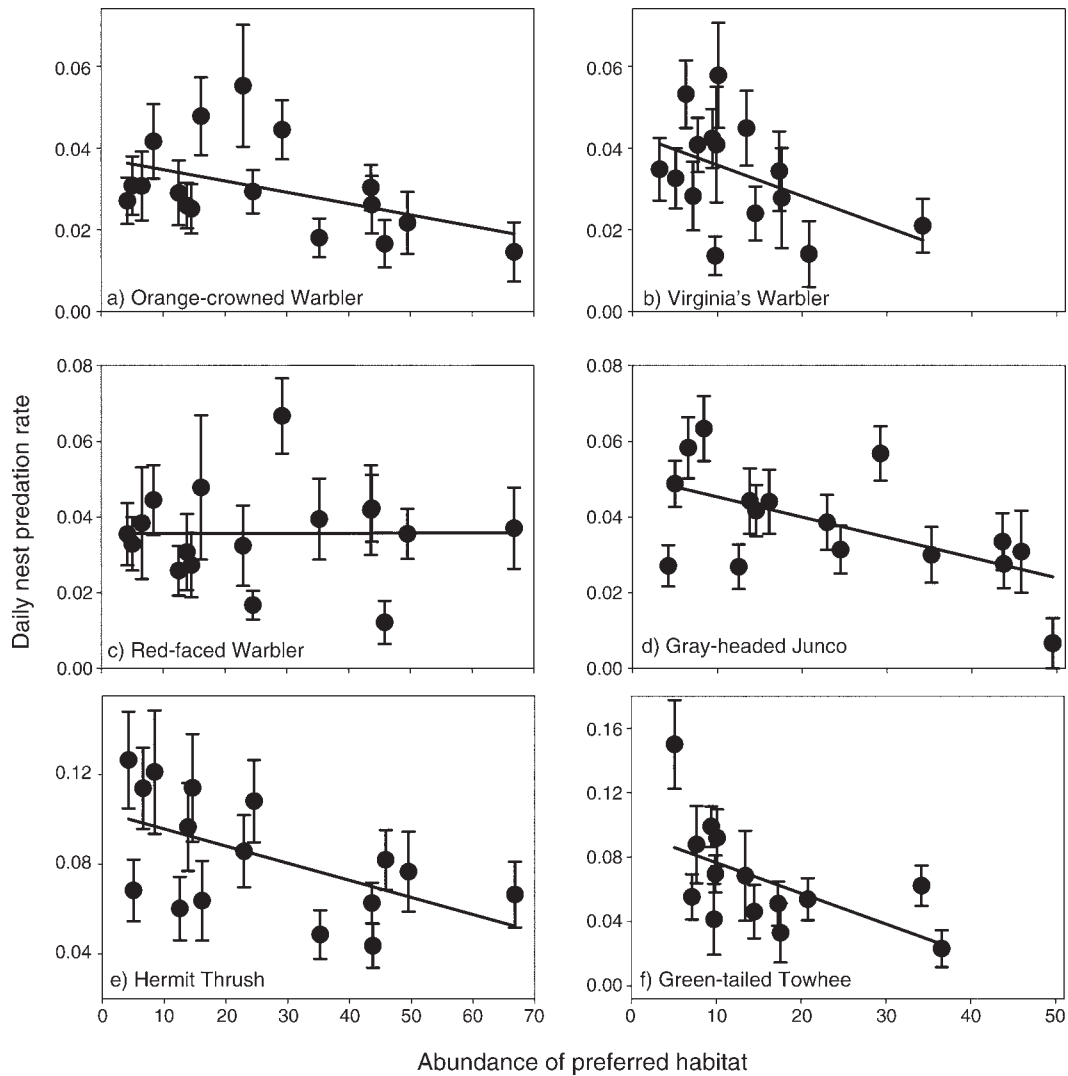 Daily nest predation rate
0.06
0.04
0.02
0.00
a) Orange-crowned Warbler
0.06
0.04
0.02
0.00
b) Virginia's Warbler
0.08
0.06
0.04
0.02
0.00
c) Red-faced Warbler
0.08
0.06
0.04
0.02
0.00
d) Gray-headed Junco
0.12
0.08
0.04
e) Hermit Thrush
0 10 20 30 40 50 60 70
0.16
0.12
0.08
0.04
0.00
f) Green-tailed Towhee
0 10 20 30 40 50
Abundance of preferred habitat